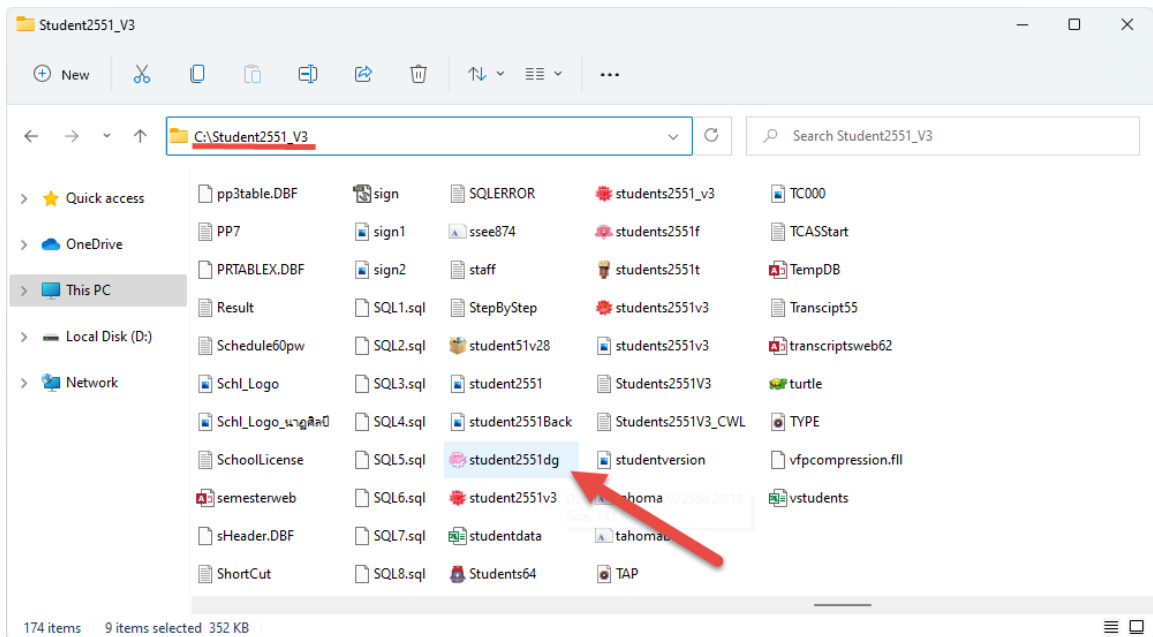 Student2551_V3
New
C:\Student2551_V3
Search Student2551_V3
Quick access
OneDrive
This PC
Local Disk (D:)
Network
pp3table.DBF
PP7
PRTABLEX.DBF
Result
Schedule60pw
Schl_Logo
Schl_Logo_นาฏศิลป์
SchoolLicense
semesterweb
sHeader.DBF
ShortCut
sign
sign1
sign2
SQL1.sql
SQL2.sql
SQL3.sql
SQL4.sql
SQL5.sql
SQL6.sql
SQL7.sql
SQL8.sql
SQLERROR
ssee874
staff
StepByStep
student51v28
student2551
student2551Back
student2551dg
student2551v3
studentdata
Students64
students2551_v3
students2551f
students2551t
students2551v3
students2551v3
Students2551V3
Students2551V3_CWL
studentversion
tahoma
TAP
TC000
TCASStart
TempDB
Transcipt55
transcriptsweb62
turtle
TYPE
vfpcompression.fll
vstudents
174 items 9 items selected 352 KB